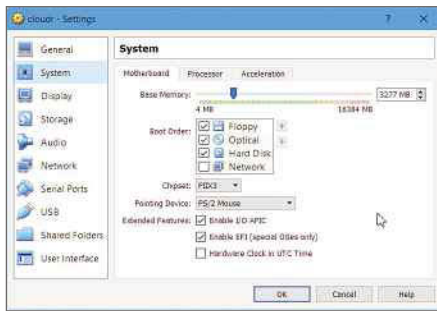 cloudr - Settings
?
General
System
Display
Storage
Audio
Network
Serial Ports
USB
Shared Folders
User Interface
System
Motherboard Processor Acceleration
Base Memory: 3277 MB
4 MB 16384 MB
Boot Order: Floppy
Optical
Hard Disk
Network
Chipset: PIIX3
Pointing Device: PS/2 Mouse
Extended Features: Enable I/O APIC
Enable EFI (special OSes only)
Hardware Clock in UTC Time
OK Cancel Help